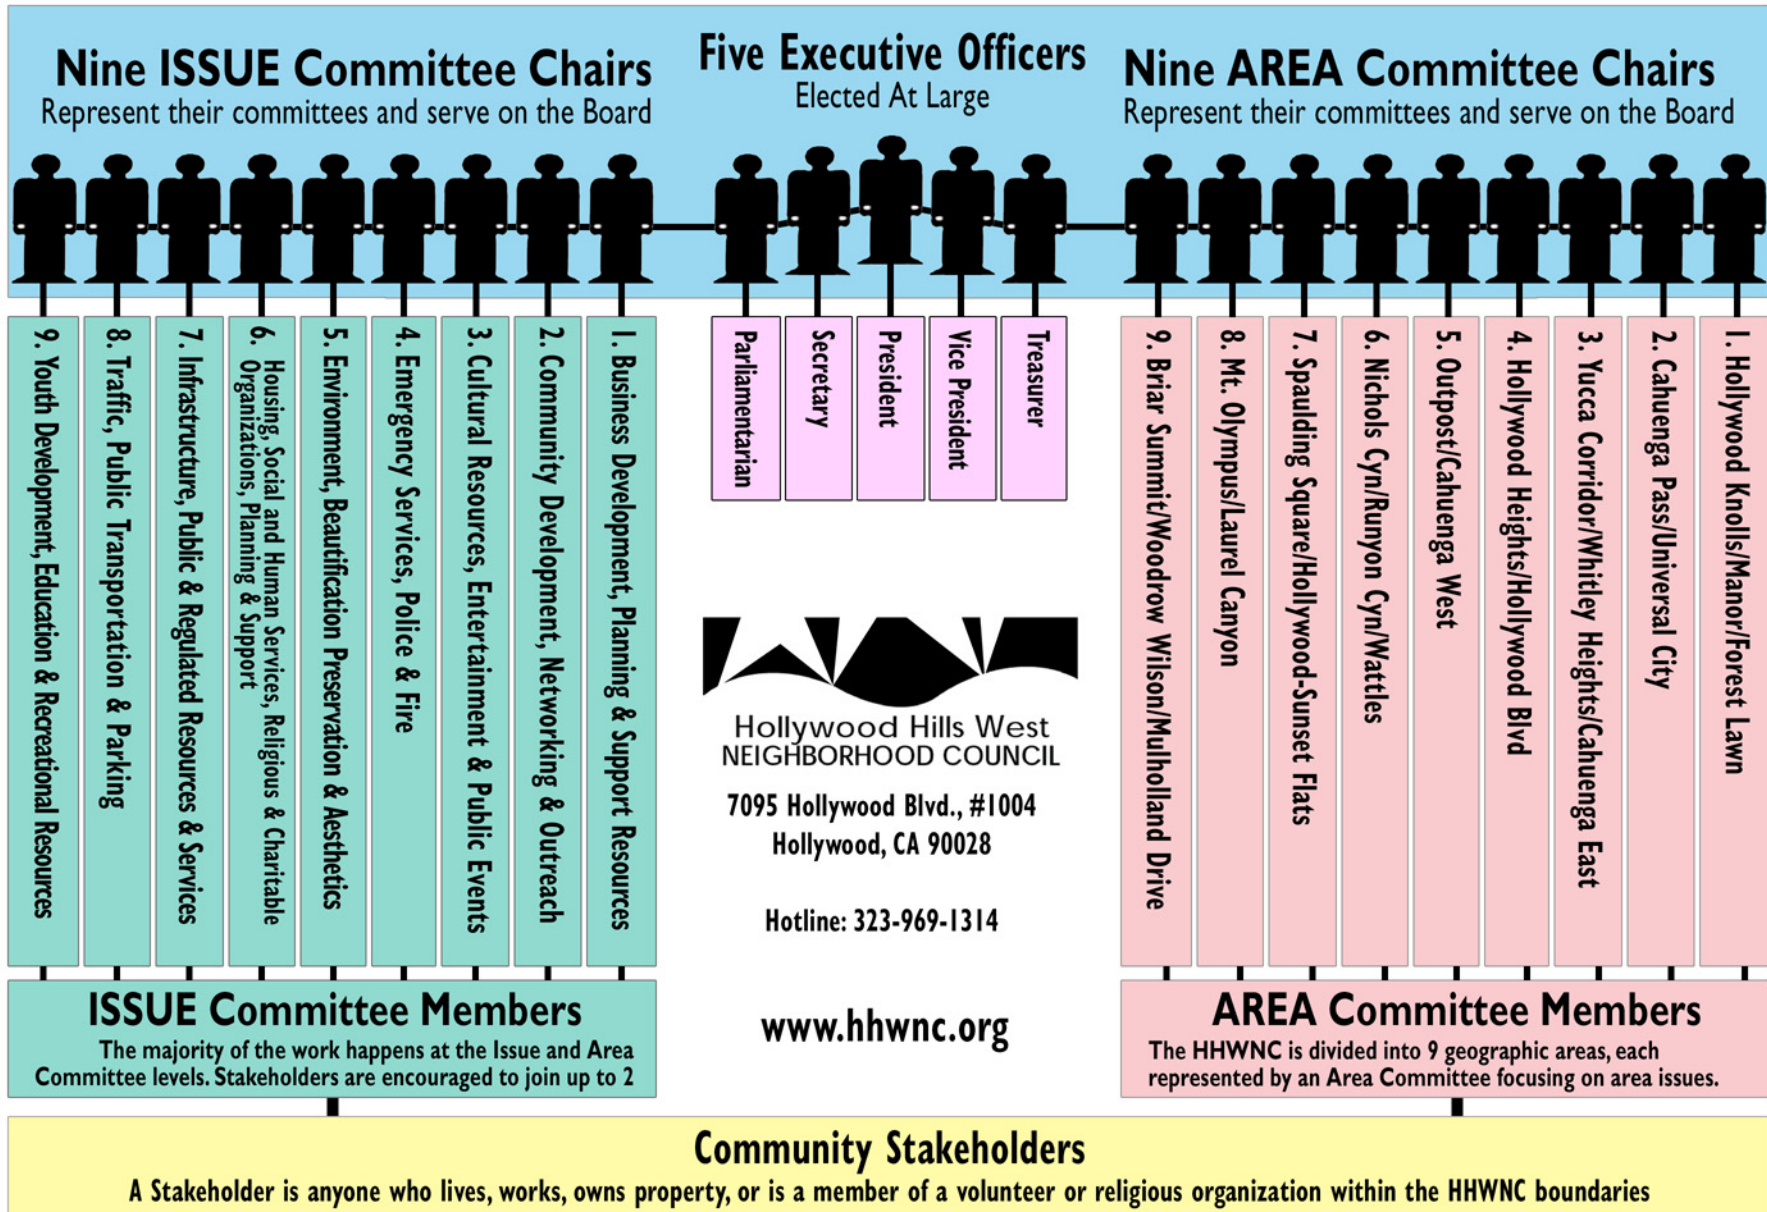 Nine ISSUE Committee Chairs
Represent their committees and serve on the Board
Five Executive Officers
Elected At Large
Nine AREA Committee Chairs
Represent their committees and serve on the Board
9. Youth Development, Education & Recreational Resources
8. Traffic, Public Transportation & Parking
7. Infrastructure, Public & Regulated Resources & Services
6. Housing, Social and Human Services, Religious & Charitable
Organizations, Planning & Support
5. Environment, Beautification Preservation & Aesthetics
4. Emergency Services, Police & Fire
3. Cultural Resources, Entertainment & Public Events
2. Community Development, Networking & Outreach
1. Business Development, Planning & Support Resources
Parliamentarian
Secretary
President
Vice President
Treasurer
9. Briar Summit/Woodrow Wilson/Mulholland Drive
8. Mt. Olympus/Laurel Canyon
7. Spaulding Square/Hollywood-Sunset Flats
6. Nichols Cyn/Runyon Cyn/Wattles
5. Outpost/Cahuenga West
4. Hollywood Heights/Hollywood Blvd
3. Yucca Corridor/Whitley Heights/Cahuenga East
2. Cahuenga Pass/Universal City
1. Hollywood Knolls/Manor/Forest Lawn
Hollywood Hills West
NEIGHBORHOOD COUNCIL
7095 Hollywood Blvd., #1004
Hollywood, CA 90028
Hotline: 323-969-1314
www.hhwnc.org
ISSUE Committee Members
The majority of the work happens at the Issue and Area
Committee levels. Stakeholders are encouraged to join up to 2
AREA Committee Members
The HHWNC is divided into 9 geographic areas, each
represented by an Area Committee focusing on area issues.
Community Stakeholders
A Stakeholder is anyone who lives, works, owns property, or is a member of a volunteer or religious organization within the HHWNC boundaries